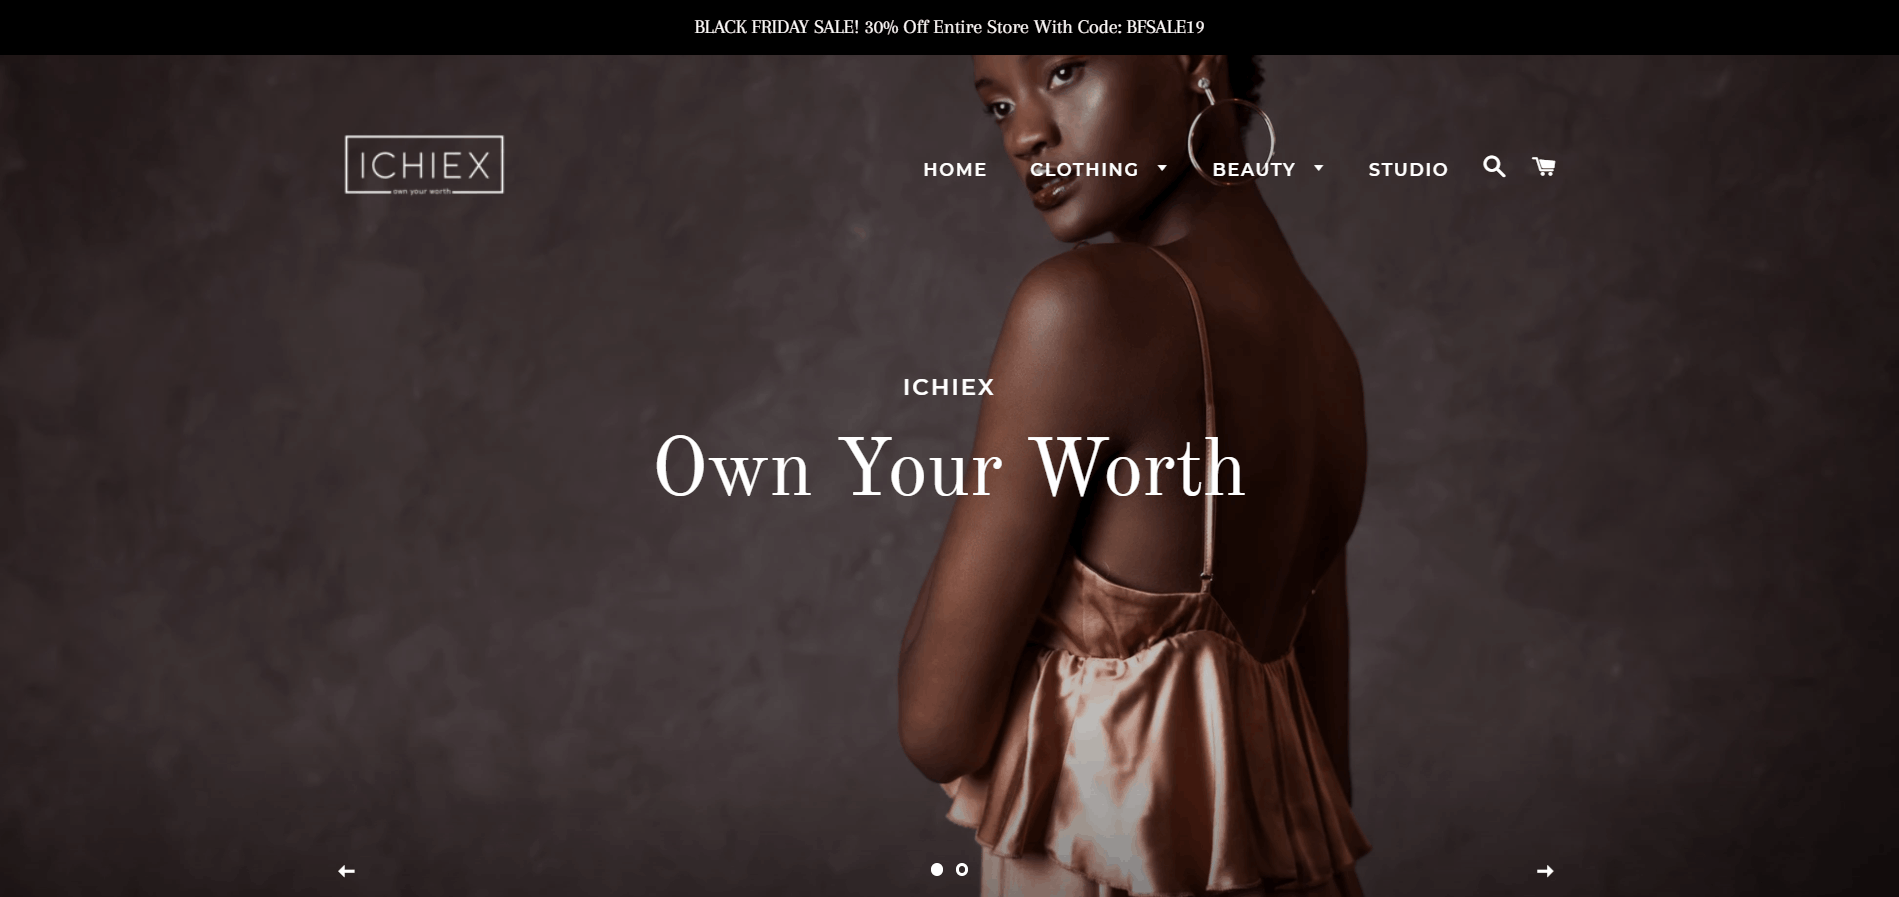 BLACK FRIDAY SALE! 30% Off Entire Store With Code: BFSALE19
ICHIEX
own your worth
HOME CLOTHING BEAUTY STUDIO
ICHIEX
Own Your Worth